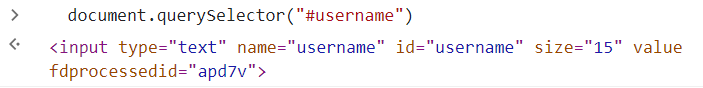 document.querySelector("#username")
<input type="text" name="username" id="username" size="15" value
fdprocessedid="apd7v">